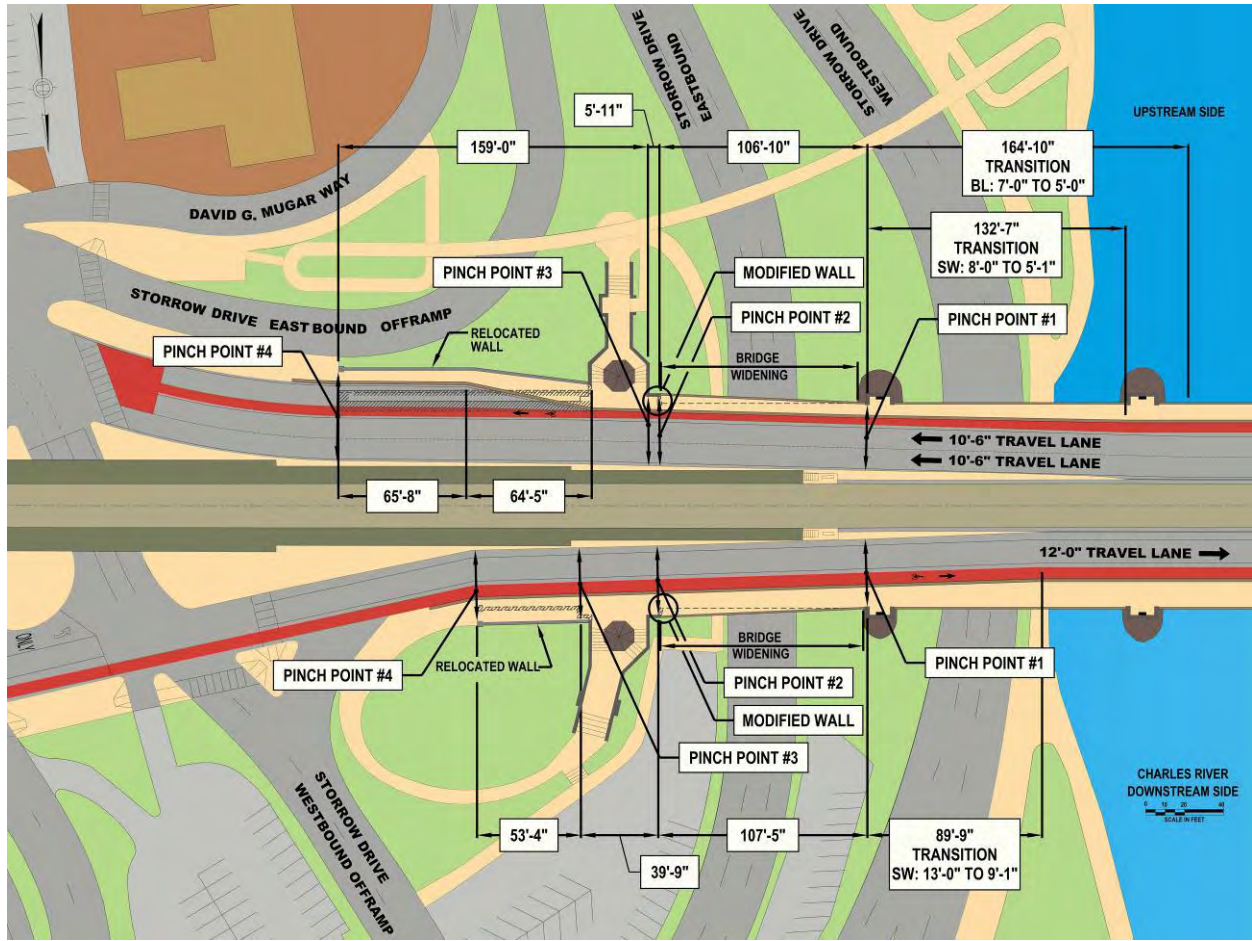 STORROW DRIVE
EASTBOUND
STORROW DRIVE
WESTBOUND
UPSTREAM SIDE
5'-11"
159'-0"
106'-10"
164'-10"
TRANSITION
BL: 7'-0" TO 5'-0"
DAVID G. MUGAR WAY
132'-7"
TRANSITION
SW: 8'-0" TO 5'-1"
PINCH POINT #3
MODIFIED WALL
STORROW DRIVE EAST BOUND OFFRAMP
PINCH POINT #2
PINCH POINT #1
RELOCATED
WALL
PINCH POINT #4
BRIDGE
WIDENING
10'-6" TRAVEL LANE
10'-6" TRAVEL LANE
65'-8"
64'-5"
12'-0" TRAVEL LANE
ONLY
BRIDGE
WIDENING
RELOCATED WALL
PINCH POINT #1
PINCH POINT #4
PINCH POINT #2
MODIFIED WALL
PINCH POINT #3
STORROW DRIVE
WESTBOUND OFFRAMP
CHARLES RIVER
DOWNSTREAM SIDE
0 10 20 40
SCALE IN FEET
53'-4"
107'-5"
89'-9"
TRANSITION
SW: 13'-0" TO 9'-1"
39'-9"